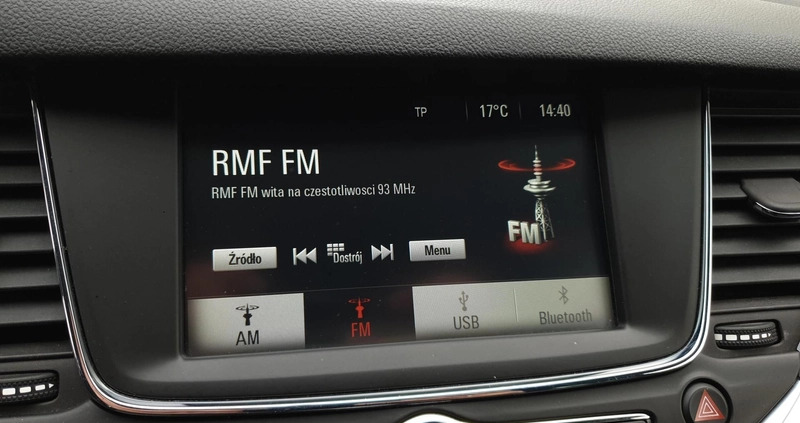 TP 17°C 14:40
RMF FM
RMF FM wita na czestotliwosci 93 MHz
FM
Źródło Dostrój Menu
AM FM USB Bluetooth